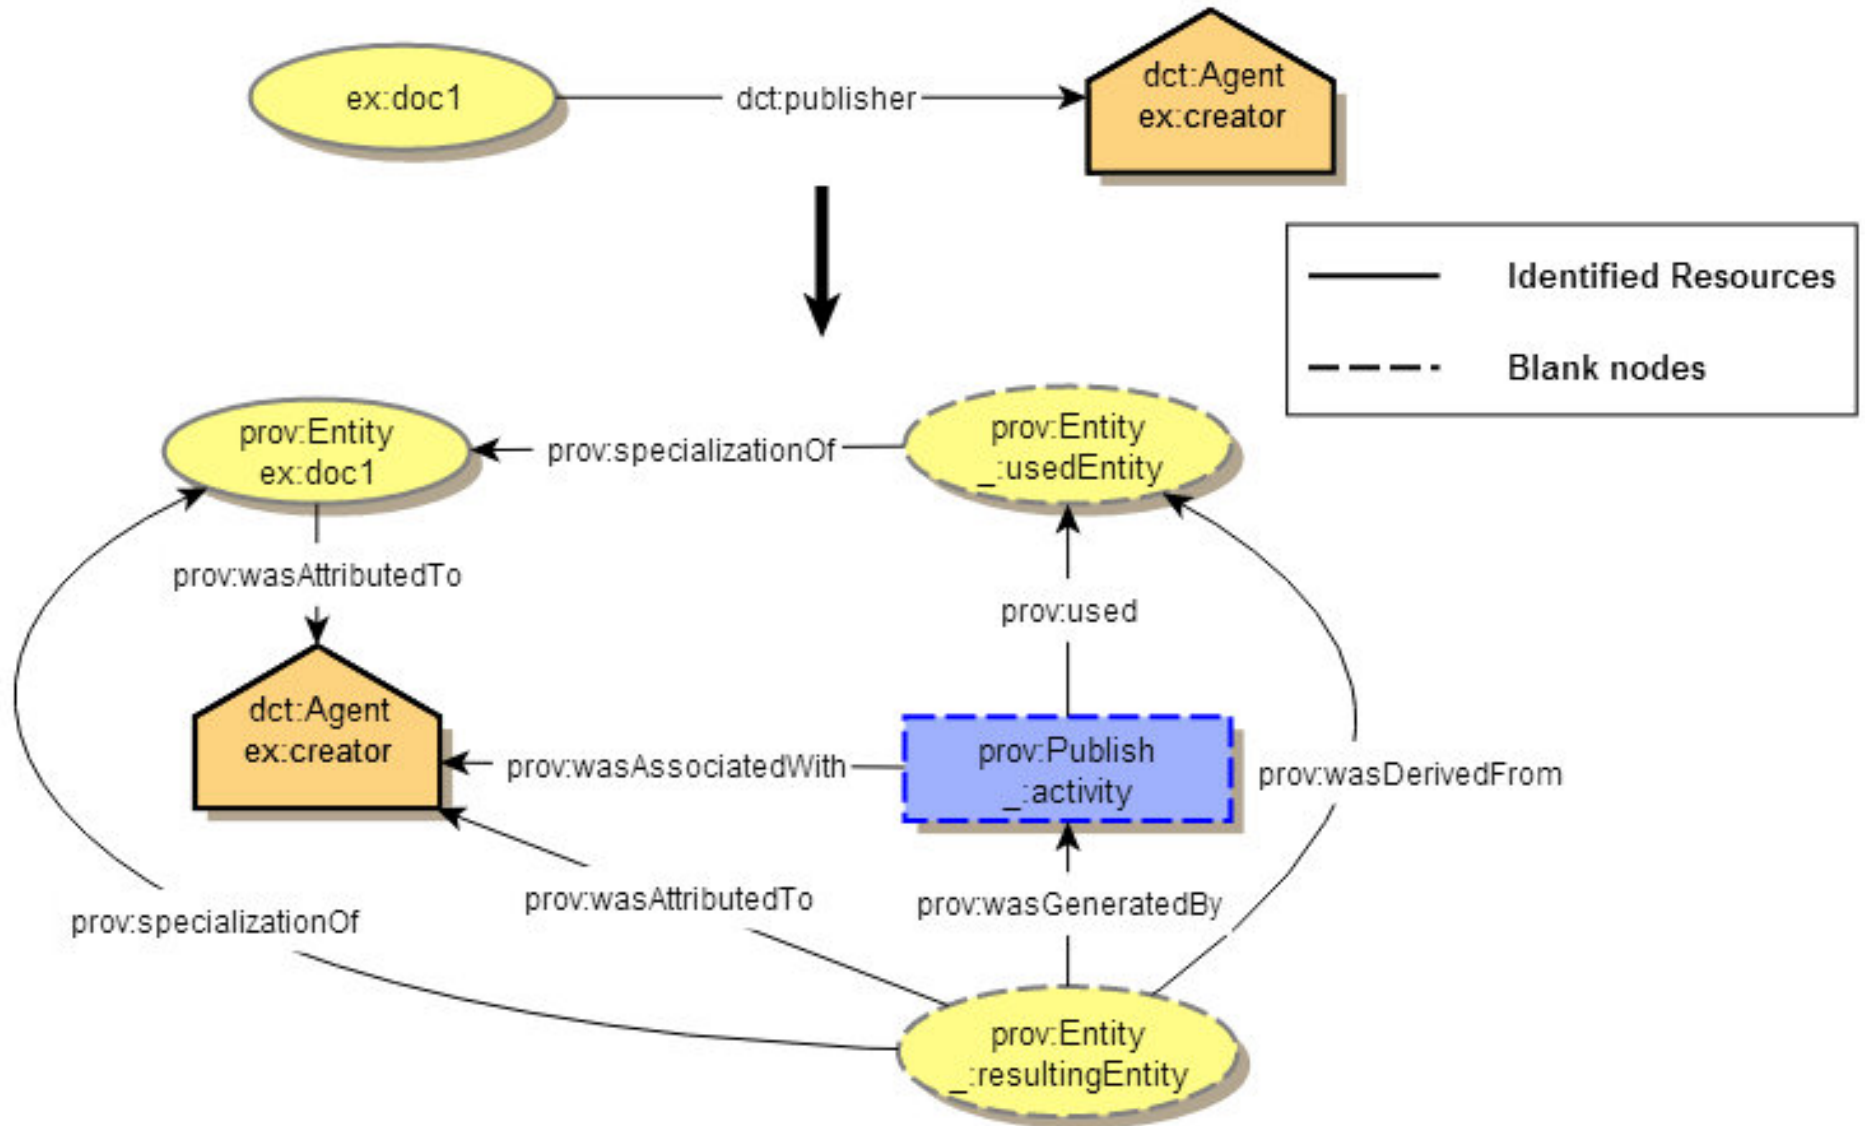 ex:doc1
dct:publisher
dct:Agent
ex:creator
Identified Resources
Blank nodes
prov:Entity
ex:doc1
prov:specializationOf
prov:Entity
_:usedEntity
prov:wasAttributedTo
prov:used
dct:Agent
ex:creator
prov:wasAssociatedWith
prov:Publish
_:activity
prov:wasDerivedFrom
prov:specializationOf
prov:wasAttributedTo
prov:wasGeneratedBy
prov:Entity
_:resultingEntity